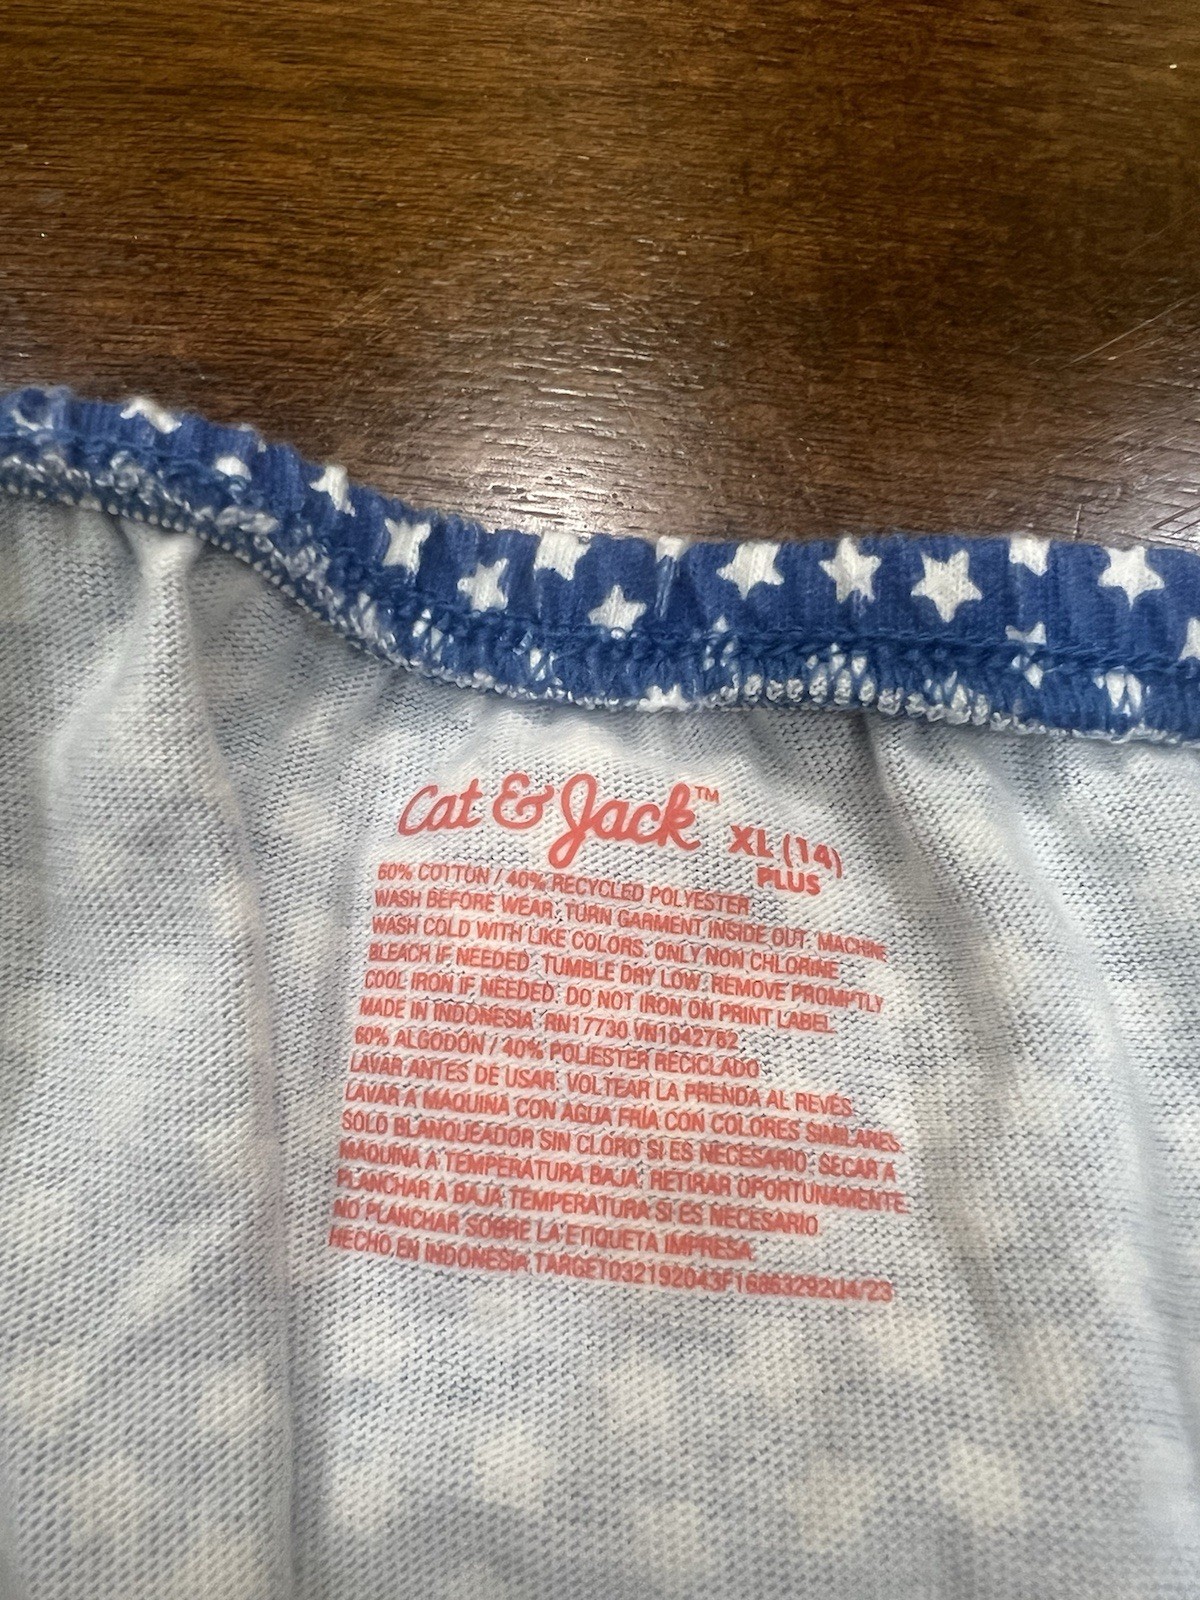 Cat & Jack™ XL (14)
PLUS
60% COTTON / 40% RECYCLED POLYESTER
WASH BEFORE WEAR. TURN GARMENT INSIDE OUT. MACHINE
WASH COLD WITH LIKE COLORS. ONLY NON CHLORINE
BLEACH IF NEEDED. TUMBLE DRY LOW. REMOVE PROMPTLY
COOL IRON IF NEEDED. DO NOT IRON ON PRINT LABEL.
MADE IN INDONESIA RN17730 VN1042762
60% ALGODÓN / 40% POLIÉSTER RECICLADO
LAVAR ANTES DE USAR. VOLTEAR LA PRENDA AL REVÉS.
LAVAR A MÁQUINA CON AGUA FRÍA CON COLORES SIMILARES.
SOLO BLANQUEADOR SIN CLORO SI ES NECESARIO. SECAR A
MÁQUINA A TEMPERATURA BAJA. RETIRAR OPORTUNAMENTE.
PLANCHAR A BAJA TEMPERATURA SI ES NECESARIO
NO PLANCHAR SOBRE LA ETIQUETA IMPRESA.
HECHO EN INDONESIA